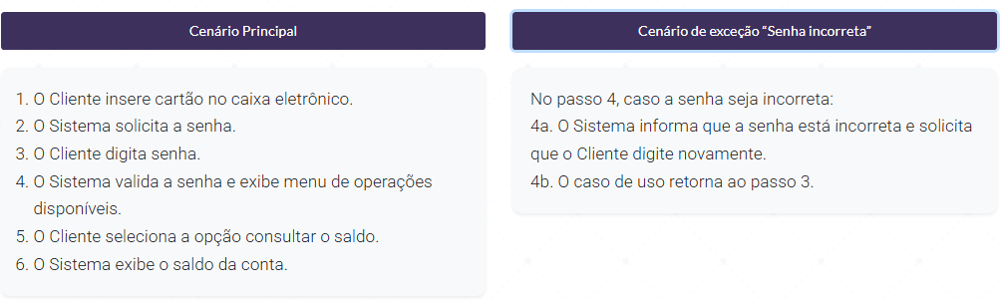 Cenário Principal
1. O Cliente insere cartão no caixa eletrônico.
2. O Sistema solicita a senha.
3. O Cliente digita senha.
4. O Sistema valida a senha e exibe menu de operações
disponíveis.
5. O Cliente seleciona a opção consultar o saldo.
6. O Sistema exibe o saldo da conta.
Cenário de exceção “Senha incorreta”
No passo 4, caso a senha seja incorreta:
4a. O Sistema informa que a senha está incorreta e solicita
que o Cliente digite novamente.
4b. O caso de uso retorna ao passo 3.